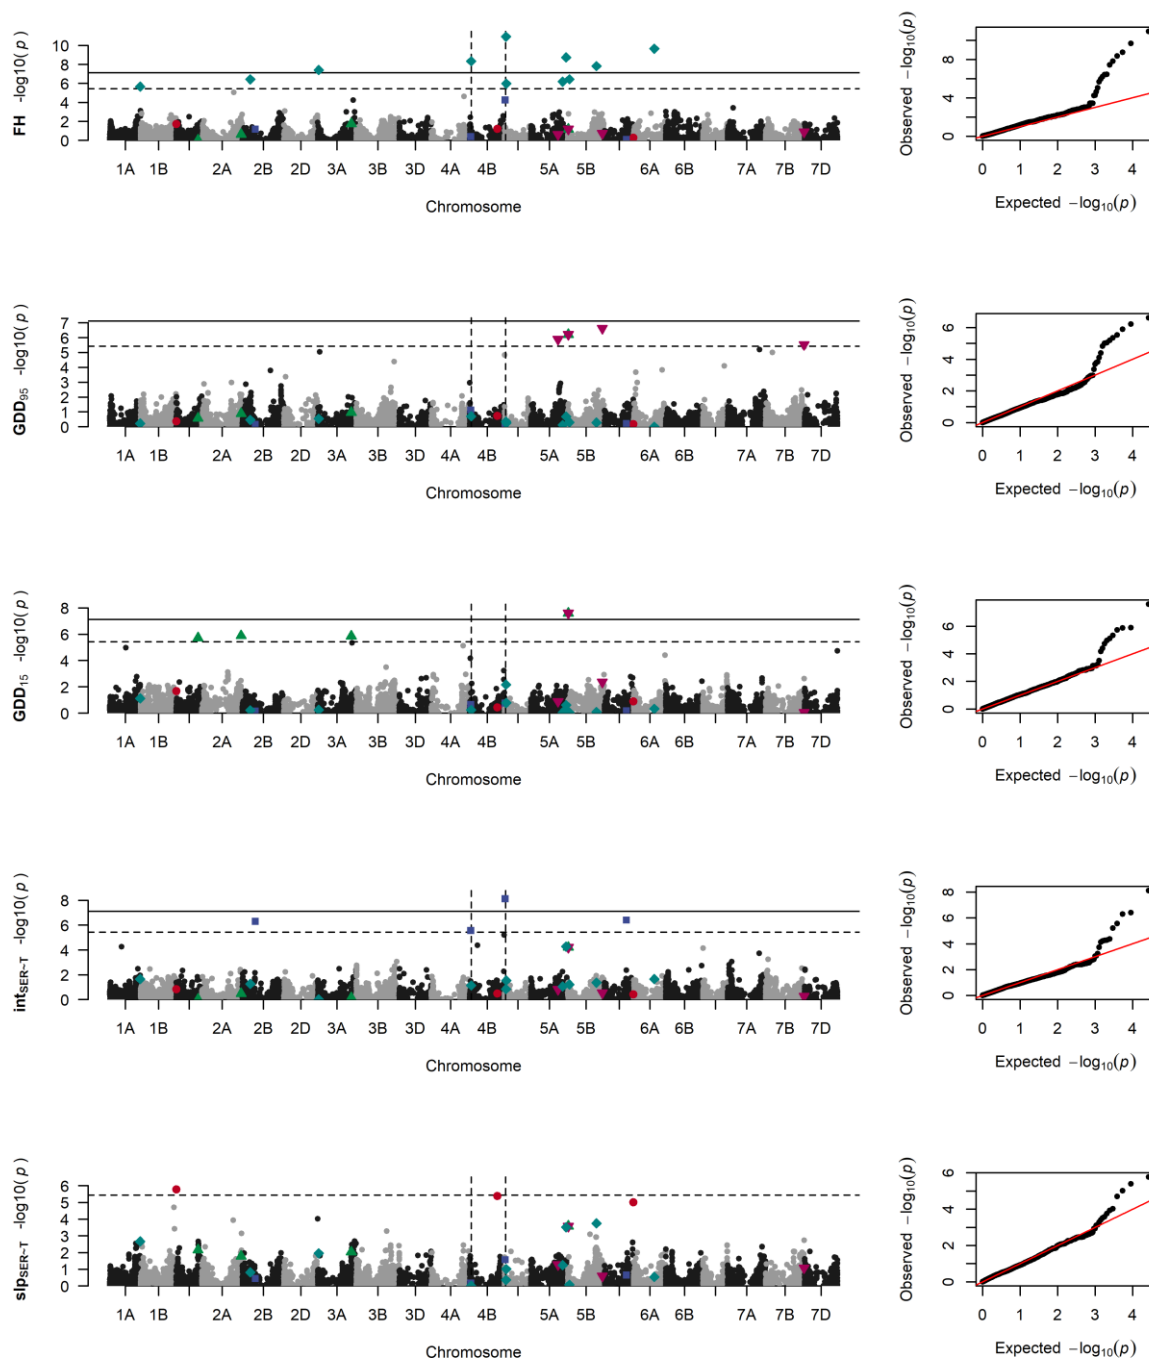 FH -log10(p)
10
8
6
4
2
0
1A 1B 2A 2B 2D 3A 3B 3D 4A 4B 5A 5B 6A 6B 7A 7B 7D
Chromosome
Observed −log10(p)
8
4
0
0 1 2 3 4
Expected −log10(p)
GDD95 -log10(p)
7
6
5
4
3
2
1
0
1A 1B 2A 2B 2D 3A 3B 3D 4A 4B 5A 5B 6A 6B 7A 7B 7D
Chromosome
Observed −log10(p)
6
4
2
0
0 1 2 3 4
Expected −log10(p)
GDD15 -log10(p)
8
6
4
2
0
1A 1B 2A 2B 2D 3A 3B 3D 4A 4B 5A 5B 6A 6B 7A 7B 7D
Chromosome
Observed −log10(p)
6
4
2
0
0 1 2 3 4
Expected −log10(p)
intSER~T -log10(p)
8
6
4
2
0
1A 1B 2A 2B 2D 3A 3B 3D 4A 4B 5A 5B 6A 6B 7A 7B 7D
Chromosome
Observed −log10(p)
8
6
4
2
0
0 1 2 3 4
Expected −log10(p)
slpSER~T -log10(p)
6
5
4
3
2
1
0
1A 1B 2A 2B 2D 3A 3B 3D 4A 4B 5A 5B 6A 6B 7A 7B 7D
Chromosome
Observed −log10(p)
6
4
2
0
0 1 2 3 4
Expected −log10(p)